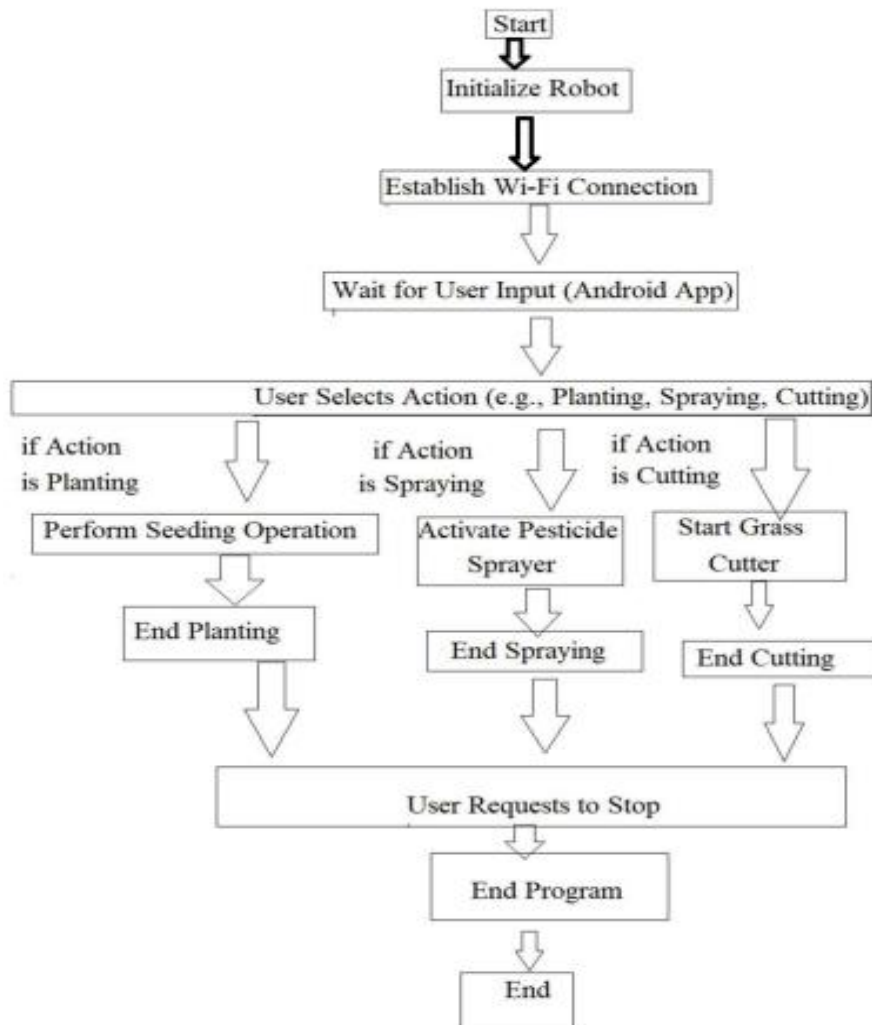 Start
Initialize Robot
Establish Wi-Fi Connection
Wait for User Input (Android App)
User Selects Action (e.g., Planting, Spraying, Cutting)
if Action
is Planting
if Action
is Spraying
if Action
is Cutting
Perform Seeding Operation
Activate Pesticide
Sprayer
Start Grass
Cutter
End Planting
End Spraying
End Cutting
User Requests to Stop
End Program
End